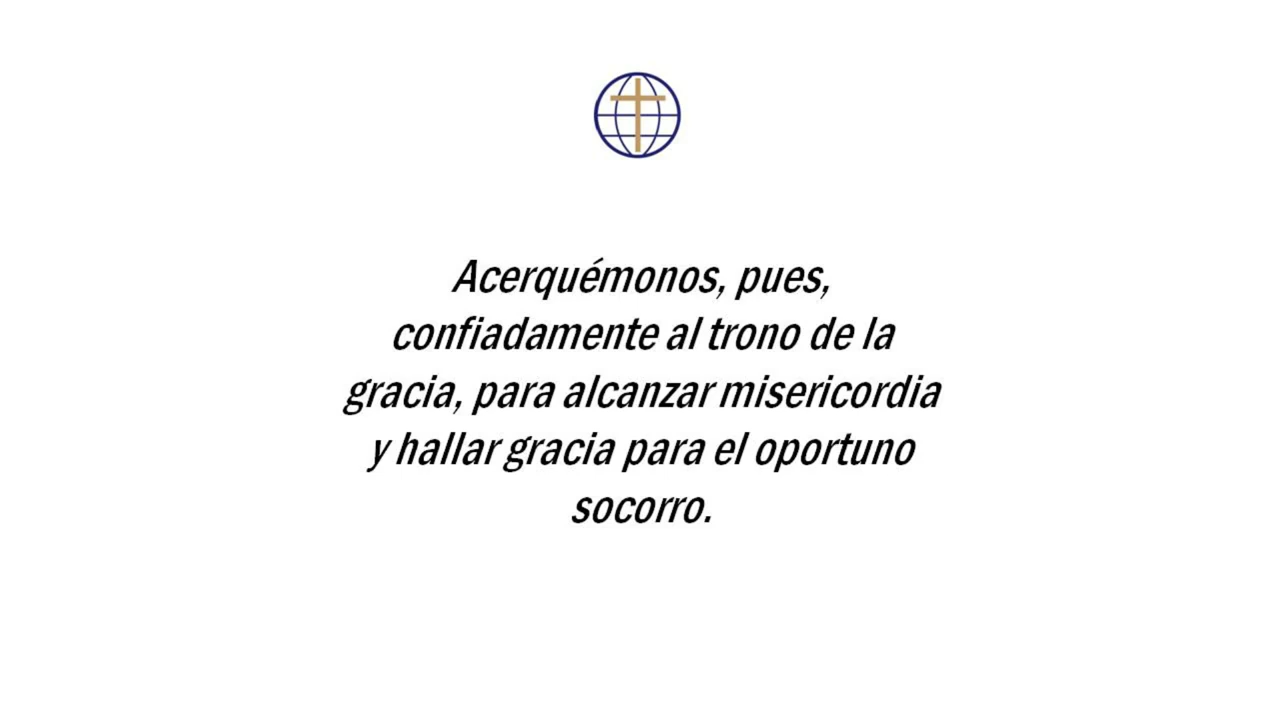 Acerquémonos, pues,
confiadamente al trono de la
gracia, para alcanzar misericordia
y hallar gracia para el oportuno
socorro.